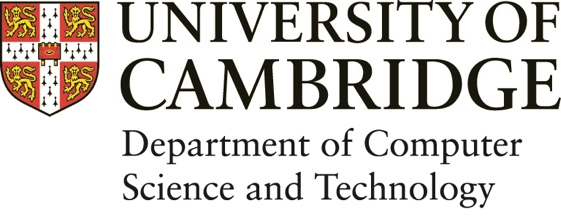 UNIVERSITY OF
CAMBRIDGE
Department of Computer
Science and Technology